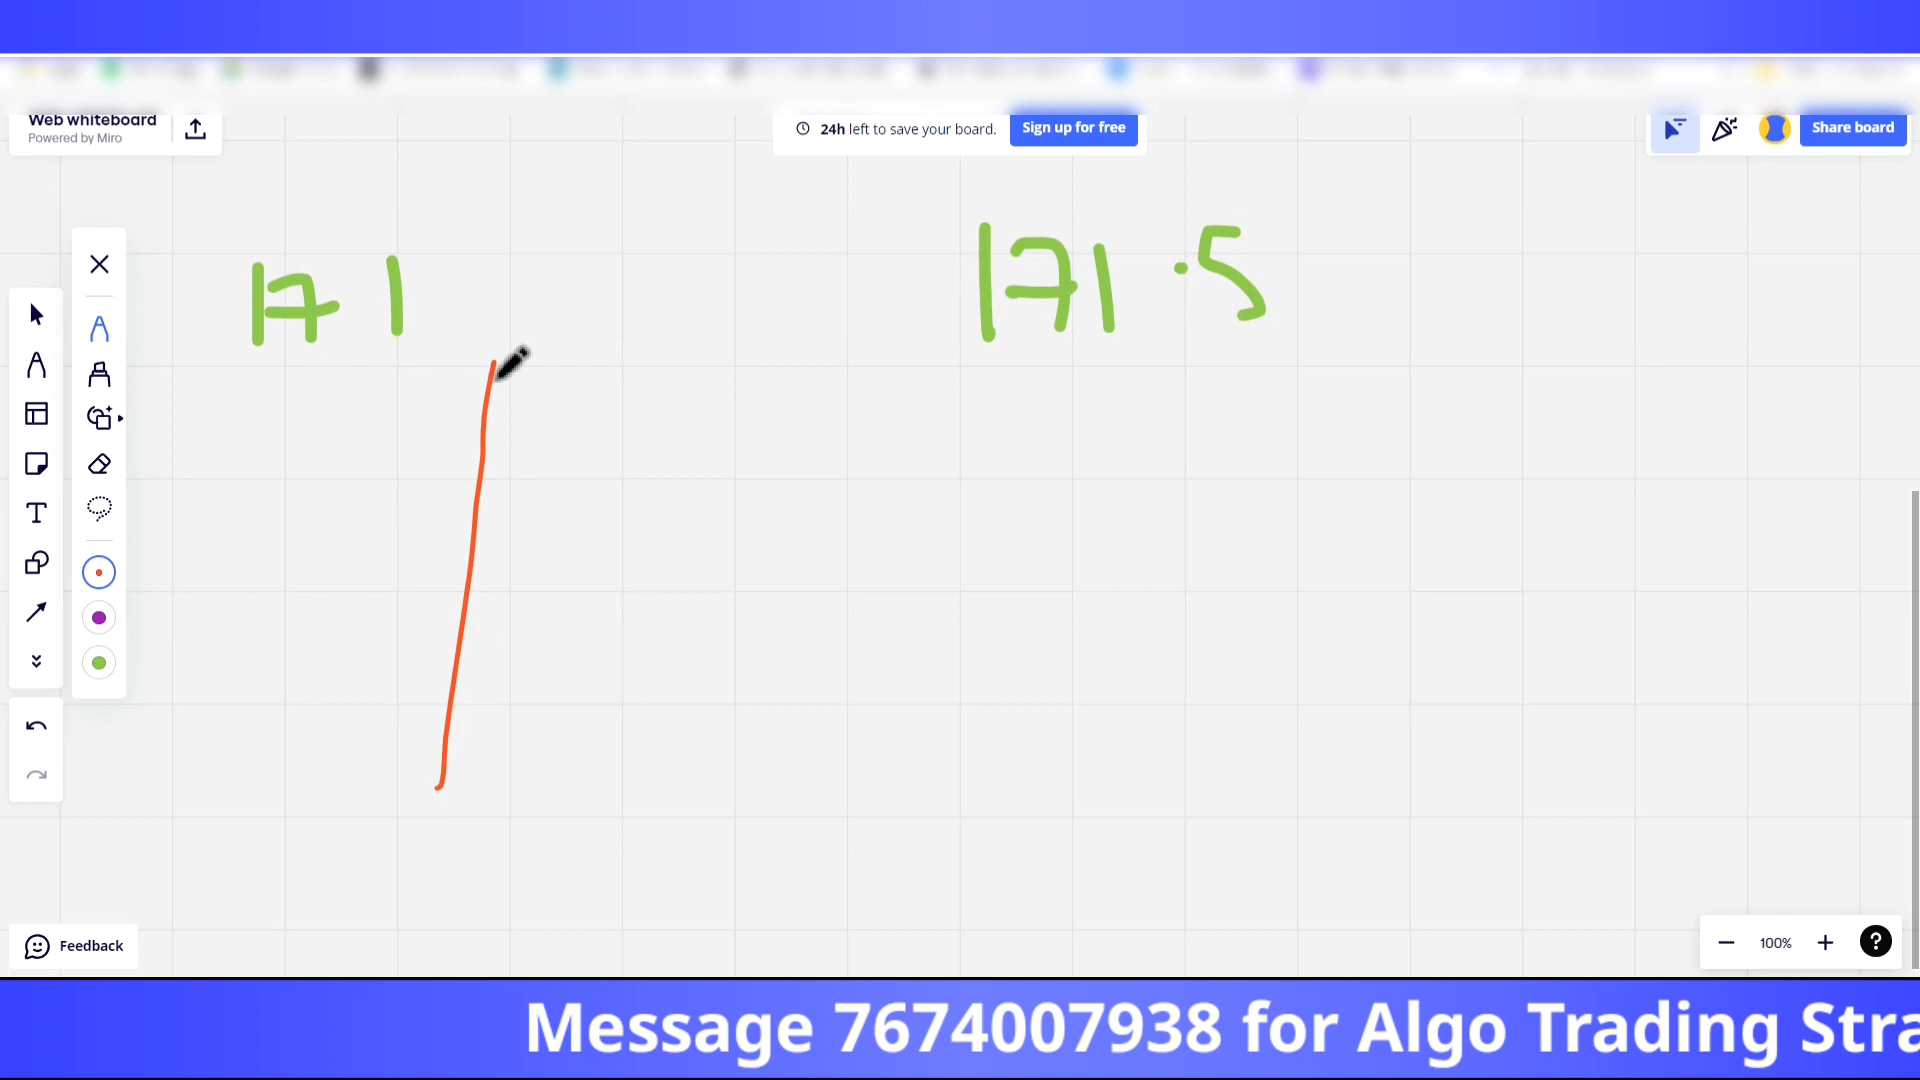 Web whiteboard
Powered by Miro
24h left to save your board.
Sign up for free
Share board
171
171.5
T
Feedback
100%
?
Message 7674007938 for Algo Trading Stra